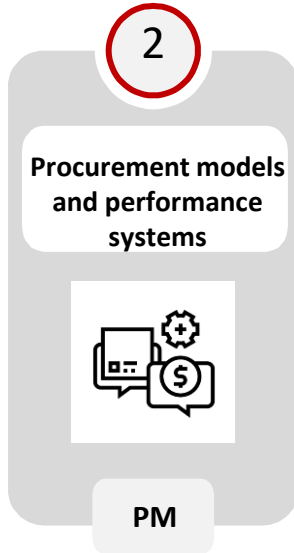 2
Procurement models
and performance
systems
$
PM